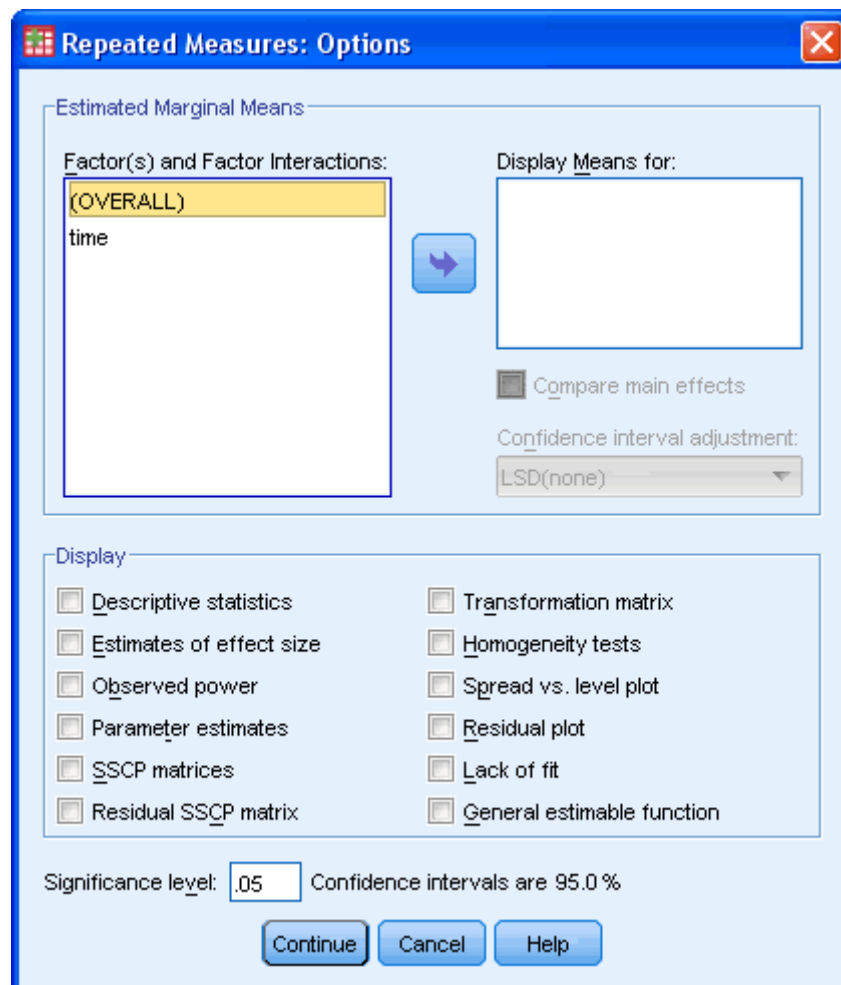 Repeated Measures: Options
Estimated Marginal Means
Factor(s) and Factor Interactions:
(OVERALL)
time
Display Means for:
Compare main effects
Confidence interval adjustment:
LSD(none)
Display
Descriptive statistics
Estimates of effect size
Observed power
Parameter estimates
SSCP matrices
Residual SSCP matrix
Transformation matrix
Homogeneity tests
Spread vs. level plot
Residual plot
Lack of fit
General estimable function
Significance level: .05 Confidence intervals are 95.0 %
Continue Cancel Help